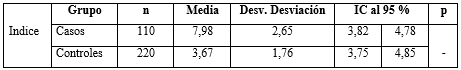 Grupo n Media Desv. Desviación IC al 95 % p
Indice Casos 110 7,98 2,65 3,82 4,78
Controles 220 3,67 1,76 3,75 4,85 -